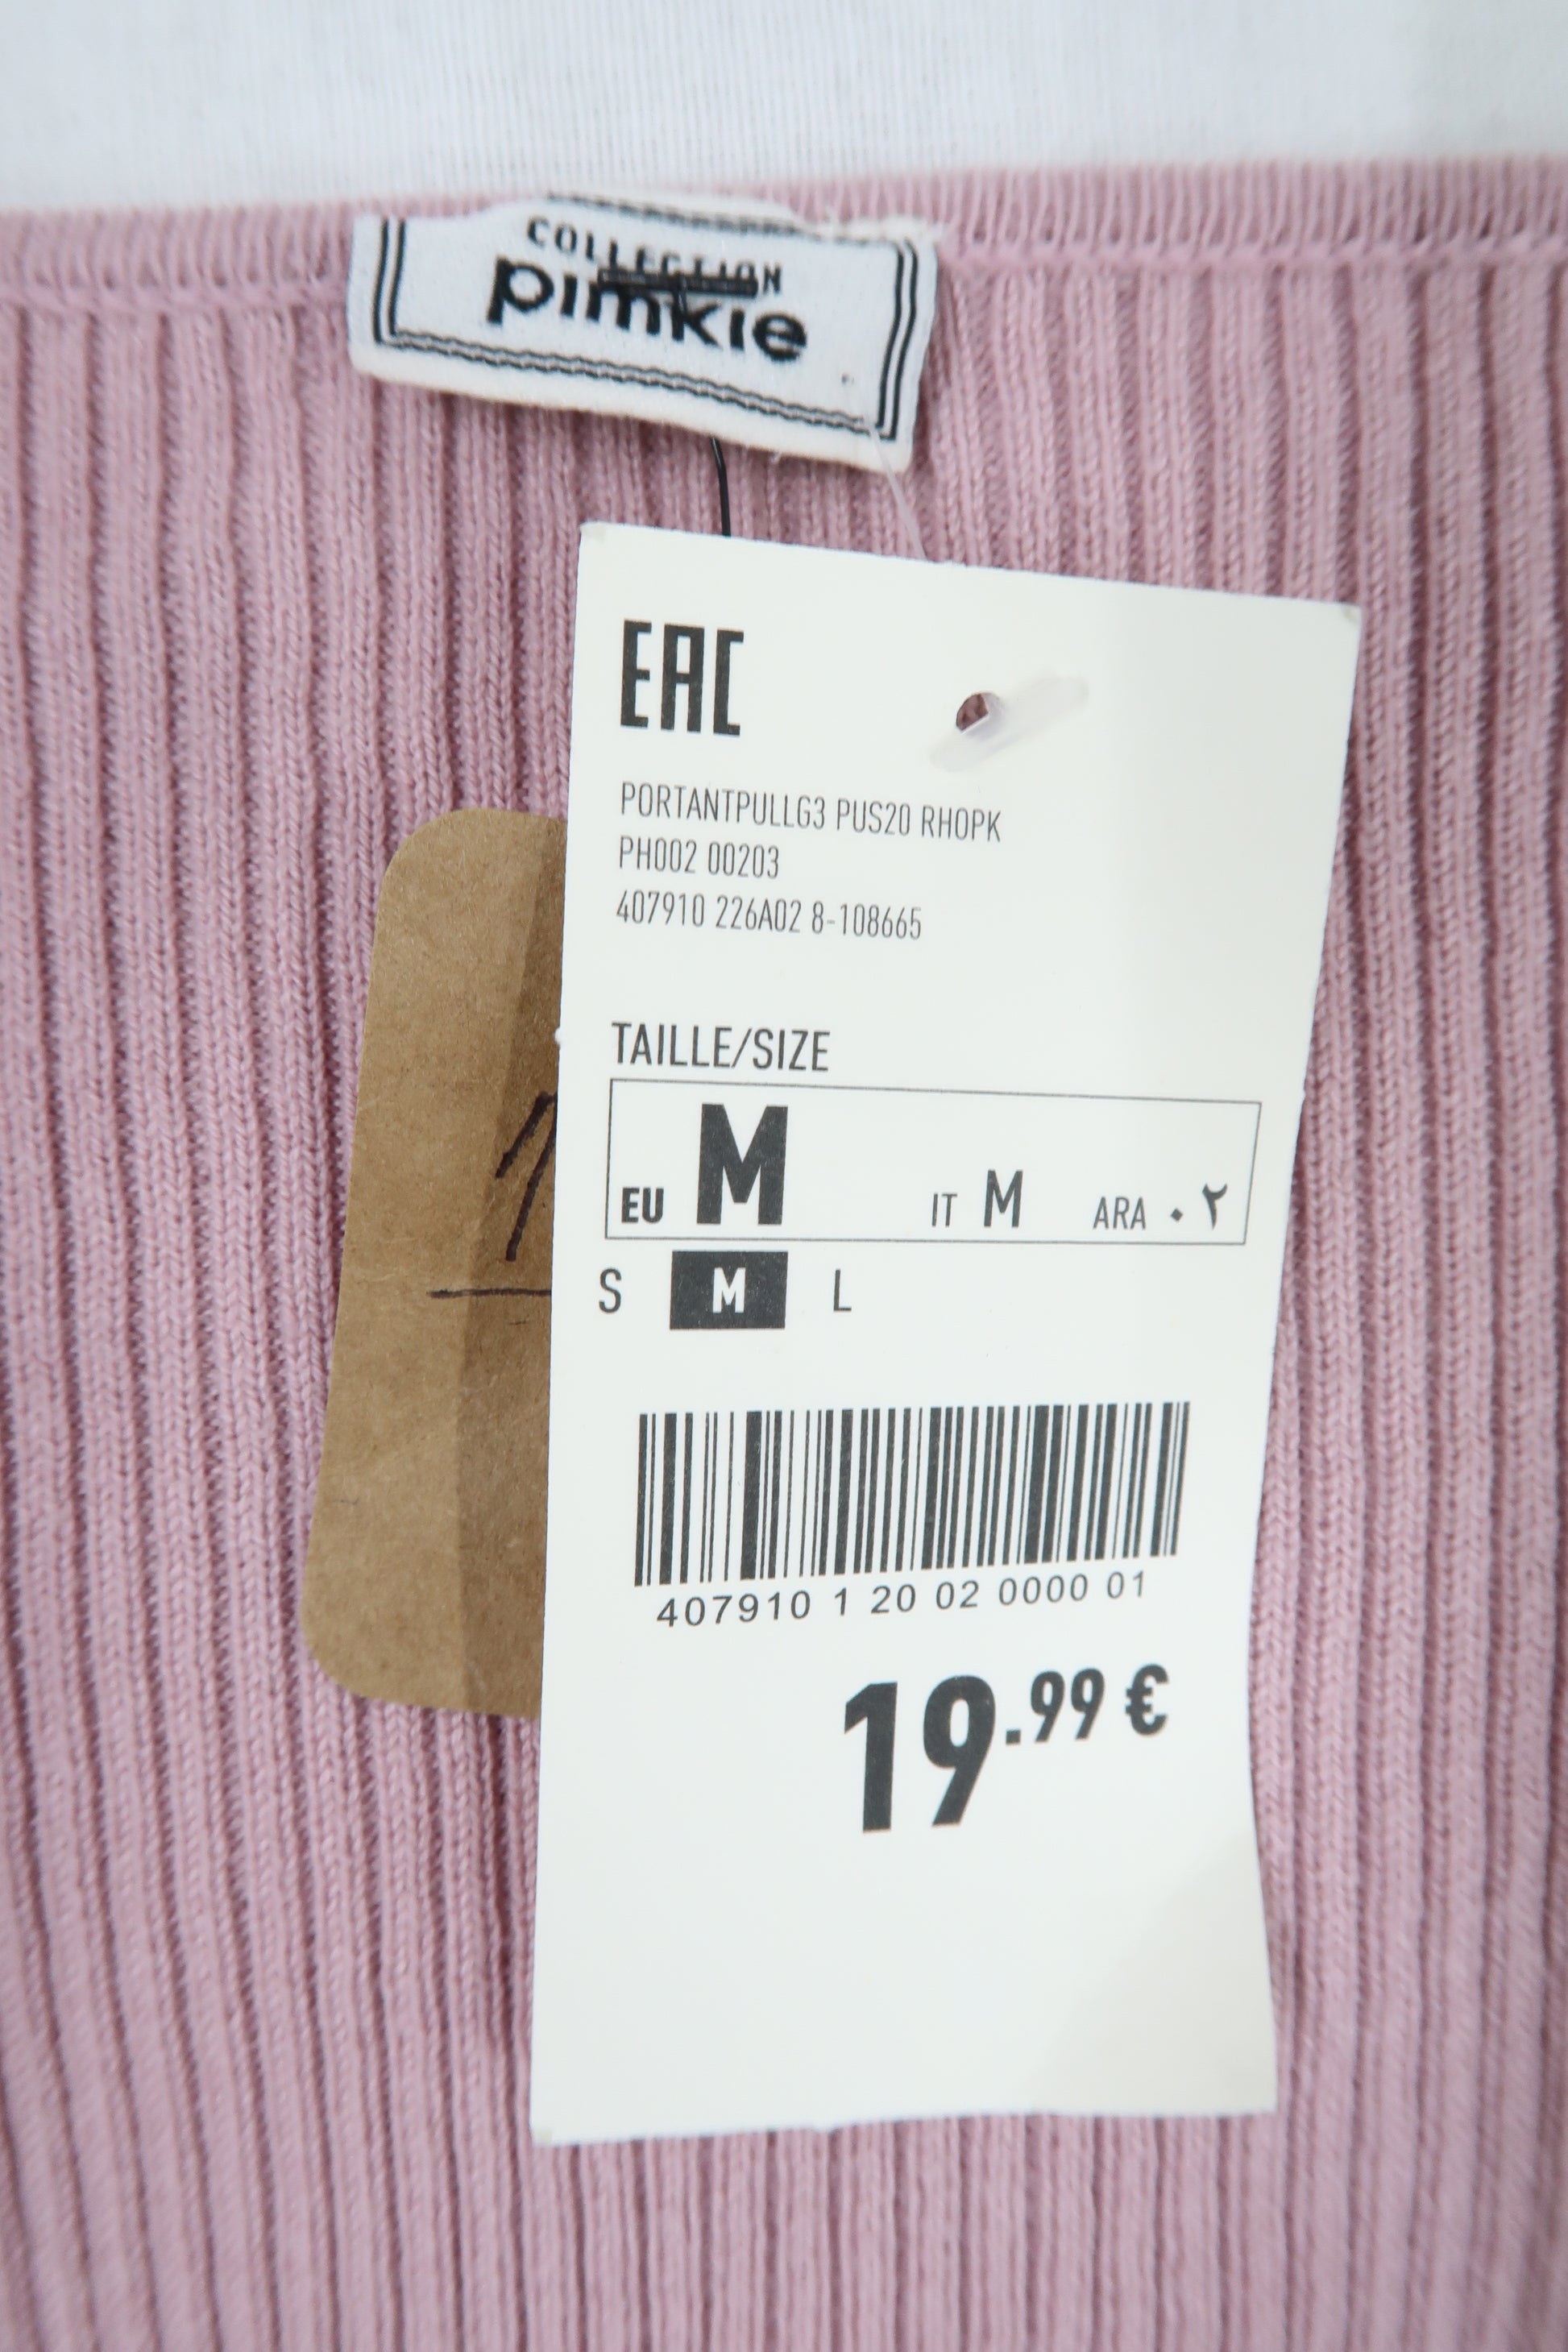 COLLECTION
pimkie
EAC
PORTANTPULLG3 PUS20 RHOPK
PH002 00203
407910 226A02 8-108665
TAILLE/SIZE
EU M IT M ARA ٠٢
S M L
407910 1 20 02 0000 01
19.99 €